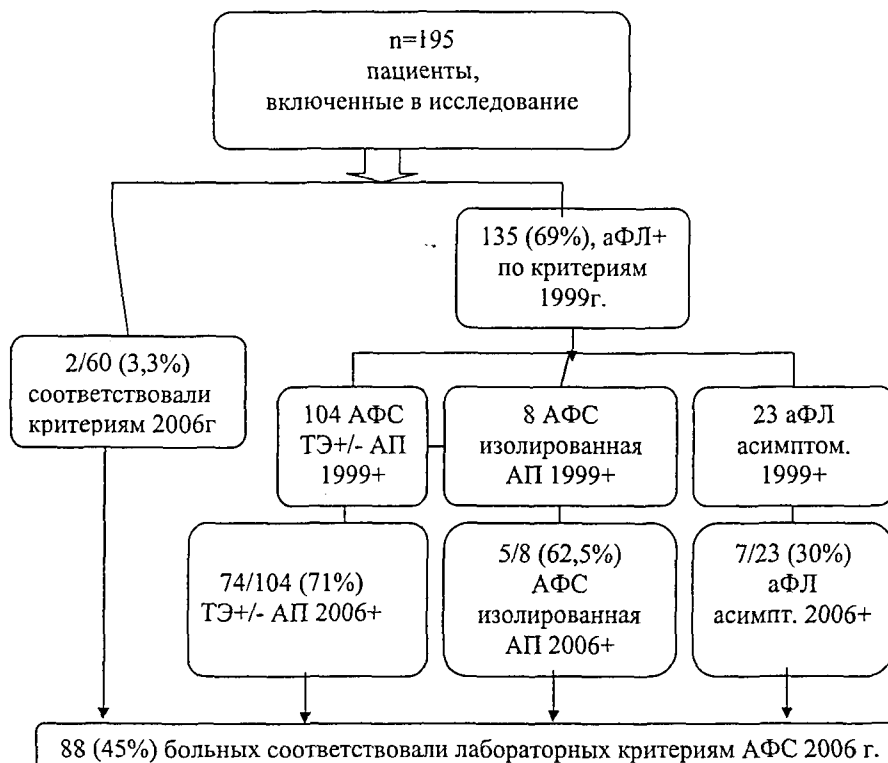 n=195
пациенты,
включенные в исследование
135 (69%), аФЛ+
по критериям
1999г.
2/60 (3,3%)
соответствовали
критериям 2006г
104 АФС
ТЭ+/- АП
1999+
8 АФС
изолированная
АП 1999+
23 аФЛ
асимптом.
1999+
74/104 (71%)
ТЭ+/- АП 2006+
5/8 (62,5%)
АФС
изолированная
АП 2006+
7/23 (30%)
аФЛ
асимпт. 2006+
88 (45%) больных соответствовали лабораторных критериям АФС 2006 г.